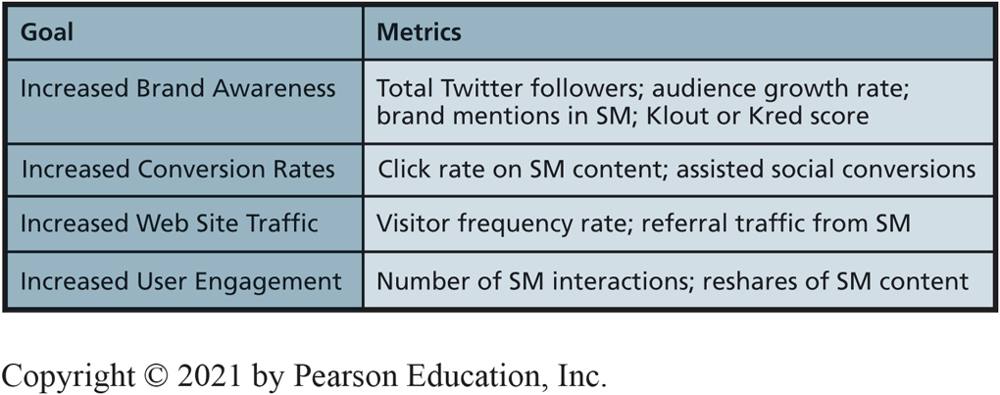 Goal Metrics
Increased Brand Awareness Total Twitter followers; audience growth rate;
brand mentions in SM; Klout or Kred score
Increased Conversion Rates Click rate on SM content; assisted social conversions
Increased Web Site Traffic Visitor frequency rate; referral traffic from SM
Increased User Engagement Number of SM interactions; reshares of SM content
Copyright © 2021 by Pearson Education, Inc.